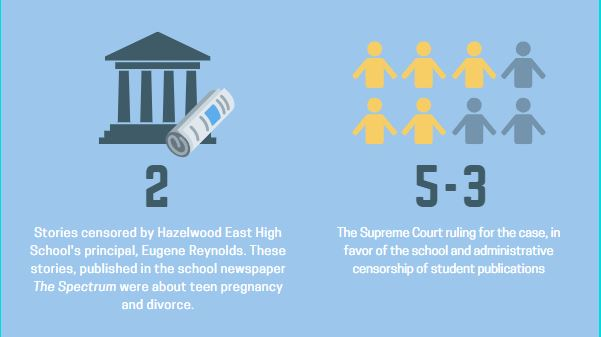 2
Stories censored by Hazelwood East High
School's principal, Eugene Reynolds. These
stories, published in the school newspaper
The Spectrum were about teen pregnancy
and divorce.
5-3
The Supreme Court ruling for the case, in
favor of the school and administrative
censorship of student publications